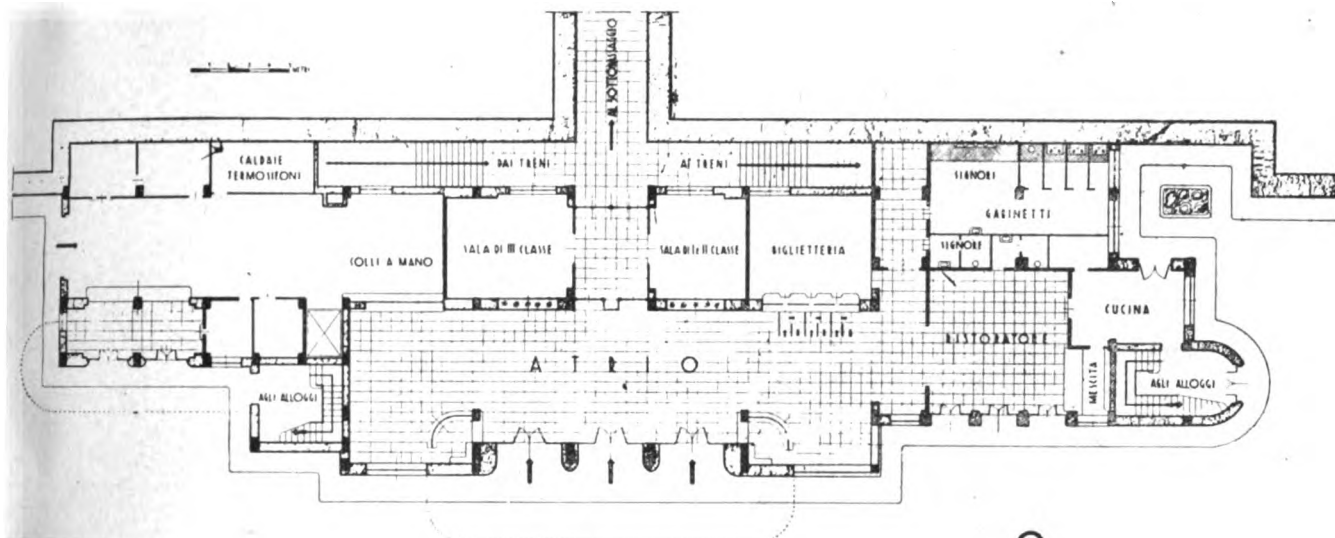 METRI
AL SOTTOPASSAGGIO
CALDAIE
TERMOSIFONI
DAI TRENI
AI TRENI
SIGNORI
GABINETTI
SIGNORE
COLLI A MANO
SALA DI III CLASSE
SALA DI I E II CLASSE
BIGLIETTERIA
CUCINA
RISTORATORE
ATRIO
AGLI ALLOGGI
MESCITA
AGLI ALLOGGI